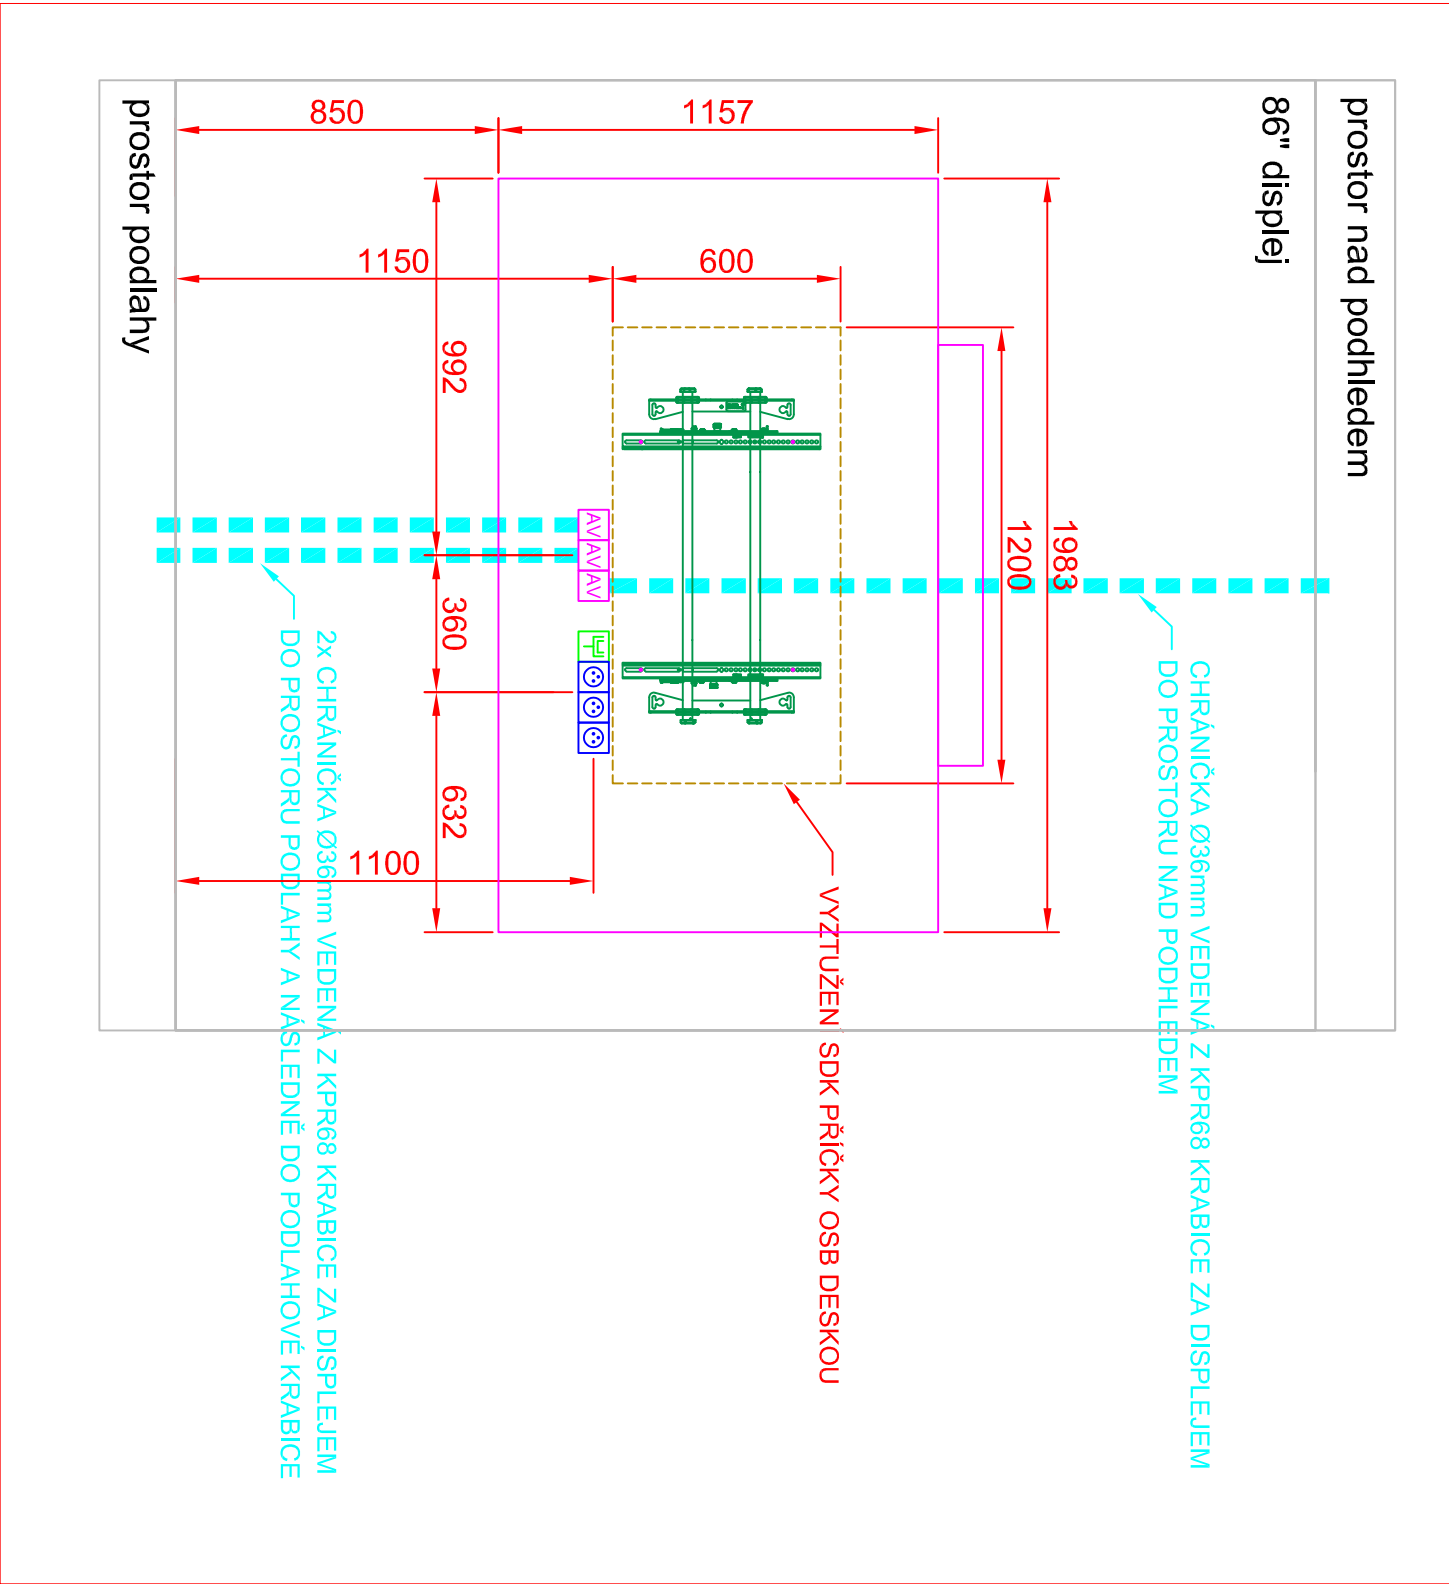 prostor nad podhledem
86" displej
CHRÁNIČKA Ø36mm VEDENÁ Z KPR68 KRABICE ZA DISPLEJEM
DO PROSTORU NAD PODHLEDEM
1983
1200
1157
600
850
1150
VYZTUŽENÍ SDK PŘÍČKY OSB DESKOU
AV
AV
AV
992
360
632
1100
2x CHRÁNIČKA Ø36mm VEDENÁ Z KPR68 KRABICE ZA DISPLEJEM
DO PROSTORU PODLAHY A NÁSLEDNĚ DO PODLAHOVÉ KRABICE
prostor podlahy